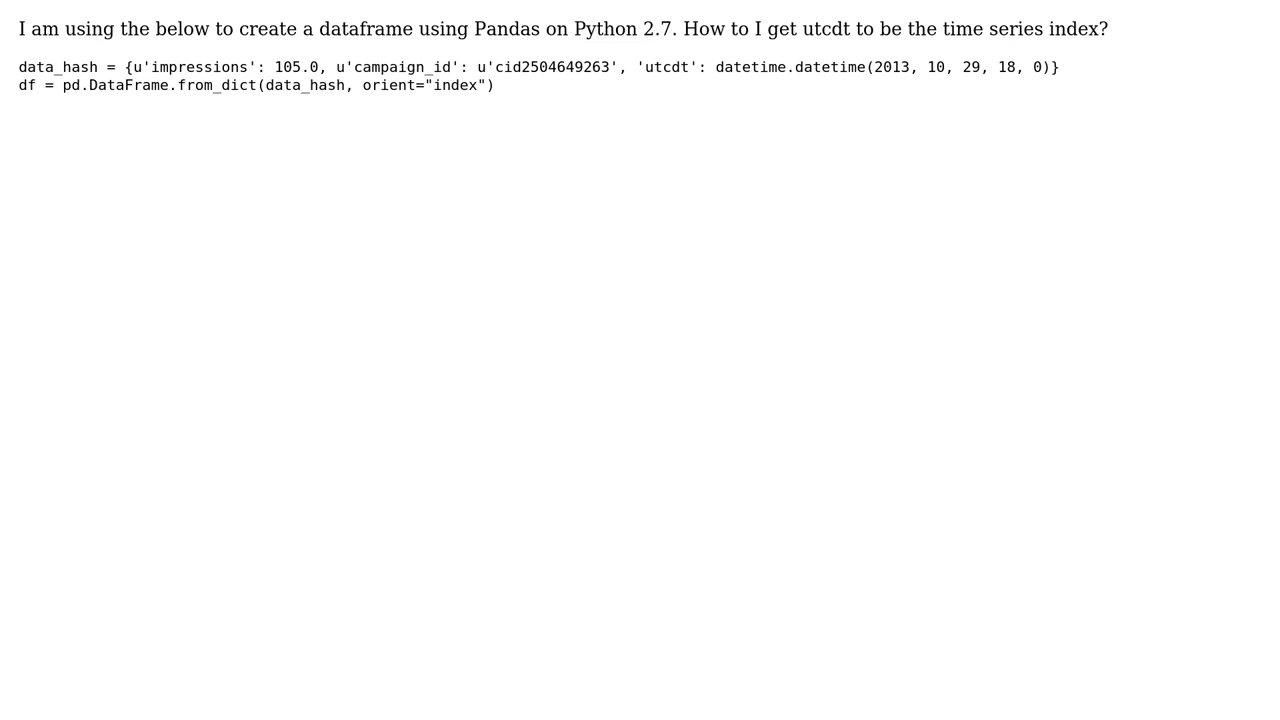 I am using the below to create a dataframe using Pandas on Python 2.7. How to I get utcdt to be the time series index?
data_hash = {u'impressions': 105.0, u'campaign_id': u'cid2504649263', 'utcdt': datetime.datetime(2013, 10, 29, 18, 0)}
df = pd.DataFrame.from_dict(data_hash, orient="index")